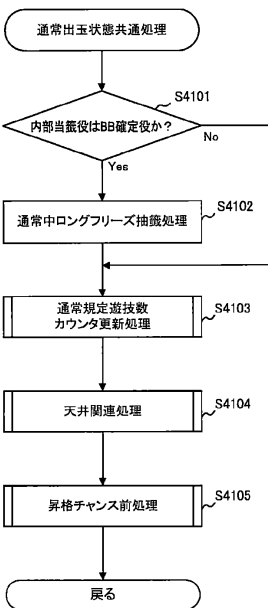 通常出玉状態共通処理
S4101
内部当籤役はBB確定役か？
No
Yes
S4102
通常中ロングフリーズ抽籤処理
通常規定遊技数
カウンタ更新処理
S4103
天井関連処理
S4104
昇格チャンス前処理
S4105
戻る